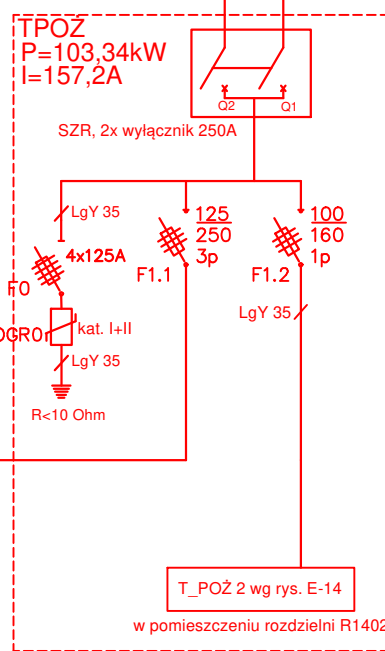 TPOŻ
P=103,34kW
I=157,2A
Q2
Q1
SZR, 2x wyłącznik 250A
LgY 35
4x125A
F0
125
250
3p
F1.1
100
160
1p
F1.2
LgY 35
OGRO
kat. I+II
LgY 35
R<10 Ohm
T_POŻ 2 wg rys. E-14
w pomieszczeniu rozdzielni R1402